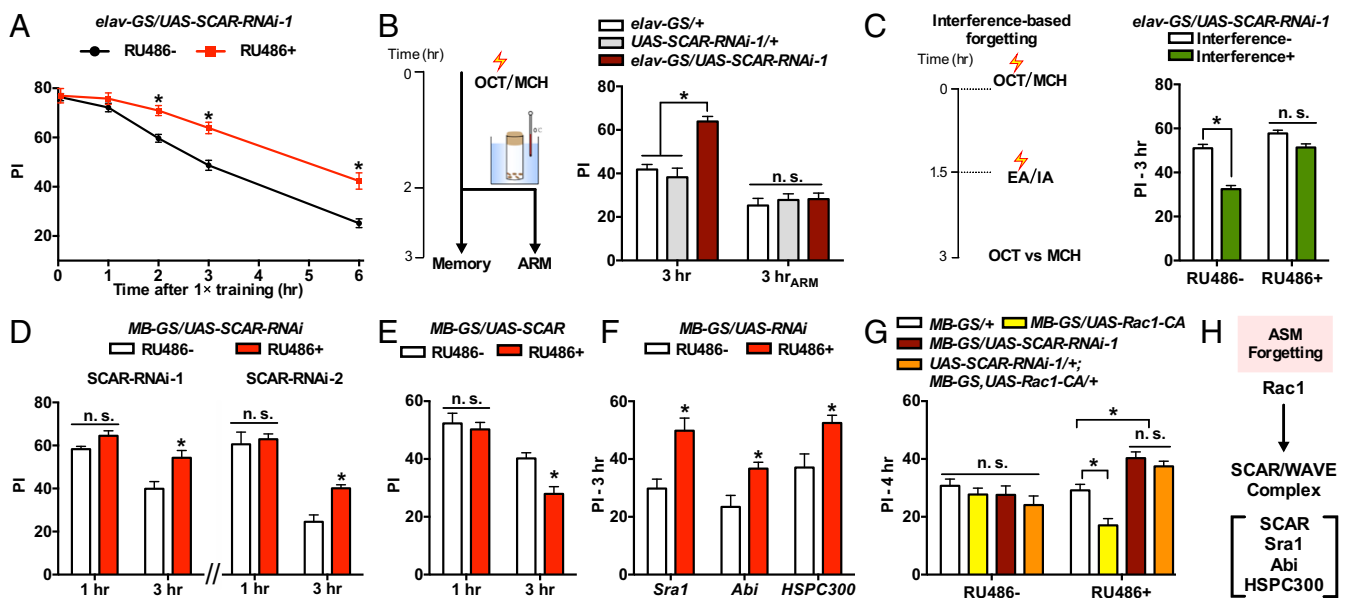 A
elav-GS/UAS-SCAR-RNAi-1
RU486- RU486+
PI
80
60
40
20
* * *
0 1 2 3 4 5 6
Time after 1× training (hr)
B
Time (hr)
0
OCT/MCH
°C
2
3
Memory ARM
elav-GS/+
UAS-SCAR-RNAi-1/+
elav-GS/UAS-SCAR-RNAi-1
PI
80
60
40
20
0
*
n. s.
3 hr 3 hrARM
C
Interference-based
forgetting
Time (hr)
0
OCT/MCH
1.5
EA/IA
3
OCT vs MCH
elav-GS/UAS-SCAR-RNAi-1
Interference-
Interference+
PI - 3 hr
80
60
40
20
0
*
n. s.
RU486- RU486+
D
MB-GS/UAS-SCAR-RNAi
RU486- RU486+
SCAR-RNAi-1 SCAR-RNAi-2
PI
80
60
40
20
0
n. s. * n. s. *
1 hr 3 hr // 1 hr 3 hr
E
MB-GS/UAS-SCAR
RU486- RU486+
PI
60
40
20
0
n. s. *
1 hr 3 hr
F
MB-GS/UAS-RNAi
RU486- RU486+
PI - 3 hr
60
40
20
0
* * *
Sra1 Abi HSPC300
G
MB-GS/+ MB-GS/UAS-Rac1-CA
MB-GS/UAS-SCAR-RNAi-1
UAS-SCAR-RNAi-1/+;
MB-GS,UAS-Rac1-CA/+
PI - 4 hr
60
40
20
0
n. s. * * n. s.
RU486- RU486+
H
ASM
Forgetting
Rac1
SCAR/WAVE
Complex
SCAR
Sra1
Abi
HSPC300